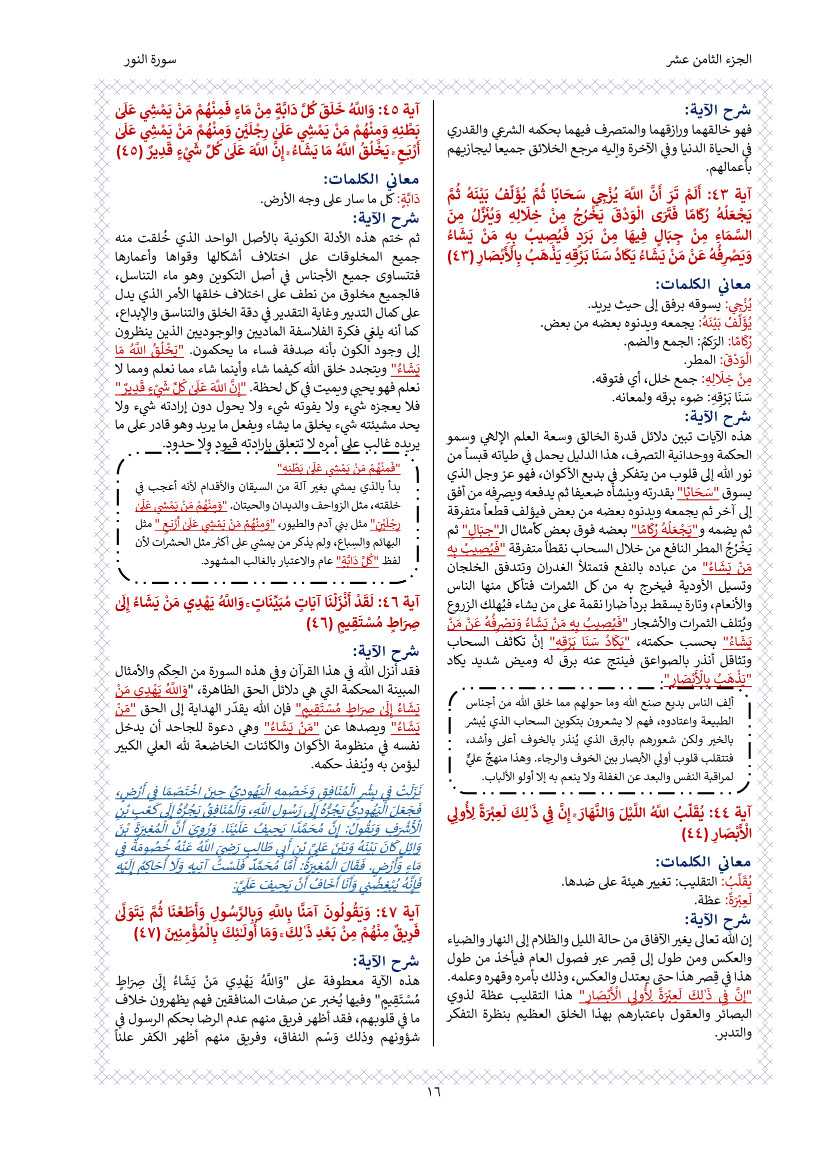 الجزء الثامن عشر
سورة النور
شرح الآية:
فهو خالقهما ورازقهما والمتصرف فيهما بحكمه الشرعي والقدري
في الحياة الدنيا وفي الآخرة وإليه مرجع الخلائق جميعا ليجازيهم
بأعمالهم.
آية ٤٣: أَلَمْ تَرَ أَنَّ اللَّهَ يُزْجِي سَحَابًا ثُمَّ يُؤَلِّفُ بَيْنَهُ ثُمَّ
يَجْعَلُهُ رُكَامًا فَتَرَى الْوَدْقَ يَخْرُجُ مِنْ خِلَالِهِ وَيُنَزِّلُ مِنَ
السَّمَاءِ مِنْ جِبَالٍ فِيهَا مِنْ بَرَدٍ فَيُصِيبُ بِهِ مَنْ يَشَاءُ
وَيَصْرِفُهُ عَنْ مَنْ يَشَاءُ يَكَادُ سَنَا بَرْقِهِ يَذْهَبُ بِالْأَبْصَارِ (٤٣)
معاني الكلمات:
يُزْجِي: يسوقه برفق إلى حيث يريد.
يُؤَلِّفُ بَيْنَهُ: يجمعه ويدنوه بعضه من بعض.
رُكَامًا: الرَكمُ: الجمع والضم.
الْوَدْقَ: المطر.
مِنْ خِلَالِهِ: جمع خلل، أي فتوقه.
سَنَا بَرْقِهِ: ضوء برقه ولمعانه.
شرح الآية:
هذه الآيات تبين دلائل قدرة الخالق وسعة العلم الإلهي وسمو
الحكمة ووحدانية التصرف، هذا الدليل يحمل في طياته قبساً من
نور الله إلى قلوب من يتفكر في بديع الأكوان، فهو عز وجل الذي
يسوق "سَحَابًا" بقدرته وينشأه ضعيفا ثم يدفعه ويصرفه من أفق
إلى آخر ثم يجمعه ويدنوه بعضه من بعض فيؤلف قطعاً متفرقة
ثم يضمه و"يَجْعَلُهُ رُكَامًا" بعضه فوق بعض كأمثال الـ"جِبَالٍ" ثم
يَخْرُجُ المطر النافع من خلال السحاب نقطاً متفرقة "فَيُصِيبُ بِهِ
مَنْ يَشَاءُ" من عباده بالنفع فتمتلأ الغدران وتتدفق الخلجان
وتسيل الأودية فيخرج به من كل الثمرات فتأكل منها الناس
والأنعام، وتارة يسقط برداً ضارا نقمة على من يشاء فيُهلك الزروع
ويُتلف الثمرات والأشجار "فَيُصِيبُ بِهِ مَنْ يَشَاءُ وَيَصْرِفُهُ عَنْ مَنْ
يَشَاءُ" بحسب حكمته، "يَكَادُ سَنَا بَرْقِهِ" إنْ تكاثف السحاب
وتثاقل أنذر بالصواعق فينتج عنه برق له وميض شديد يكاد
"يَذْهَبُ بِالْأَبْصَارِ".
ألِف الناس بديع صنع الله وما حولهم مما خلق الله من أجناس
الطبيعة واعتادوه، فهم لا يشعرون بتكوين السحاب الذي يُبشر
بالخير ولكن شعورهم بالبرق الذي يُنذر بالخوف أعلى وأشد،
فتتقلب قلوب أولي الأبصار بين الخوف والرجاء. وهذا منهجٌ عليٌّ
لمراقبة النفس والبعد عن الغفلة ولا ينعم به إلا أولو الألباب.
آية ٤٤: يُقَلِّبُ اللَّهُ اللَّيْلَ وَالنَّهَارَ ۚ إِنَّ فِي ذَٰلِكَ لَعِبْرَةً لِأُولِي
الْأَبْصَارِ (٤٤)
معاني الكلمات:
يُقَلِّبُ: التقليب: تغيير هيئة على ضدها.
لَعِبْرَةً: عظة.
شرح الآية:
إن الله تعالى يغير الآفاق من حالة الليل والظلام إلى النهار والضياء
والعكس ومن طول إلى قِصر عبر فصول العام فيأخذ من طول
هذا في قِصر هذا حتى يعتدل والعكس، وذلك بأمره وقهره وعلمه.
"إِنَّ فِي ذَٰلِكَ لَعِبْرَةً لِأُولِي الْأَبْصَارِ" هذا التقليب عظة لذوي
البصائر والعقول باعتبارهم بهذا الخلق العظيم بنظرة التفكر
والتدبر.
آية ٤٥: وَاللَّهُ خَلَقَ كُلَّ دَابَّةٍ مِنْ مَاءٍ فَمِنْهُمْ مَنْ يَمْشِي عَلَىٰ
بَطْنِهِ وَمِنْهُمْ مَنْ يَمْشِي عَلَىٰ رِجْلَيْنِ وَمِنْهُمْ مَنْ يَمْشِي عَلَىٰ
أَرْبَعٍ ۚ يَخْلُقُ اللَّهُ مَا يَشَاءُ ۚ إِنَّ اللَّهَ عَلَىٰ كُلِّ شَيْءٍ قَدِيرٌ (٤٥)
معاني الكلمات:
دَابَّةٍ: كل ما سار على وجه الأرض.
شرح الآية:
ثم ختم هذه الأدلة الكونية بالأصل الواحد الذي خُلقت منه
جميع المخلوقات على اختلاف أشكالها وقواها وأعمارها
فتتساوى جميع الأجناس في أصل التكوين وهو ماء التناسل،
فالجميع مخلوق من نطف على اختلاف خلقها الأمر الذي يدل
على كمال التدبير وغاية التقدير في دقة الخلق والتناسق والإبداع،
كما أنه يلغي فكرة الفلاسفة الماديين والوجوديين الذين ينظرون
إلى وجود الكون بأنه صدفة فساء ما يحكمون. "يَخْلُقُ اللَّهُ مَا
يَشَاءُ" ويتجدد خلق الله كيفما شاء وأينما شاء مما نعلم ومما لا
نعلم فهو يحيي ويميت في كل لحظة. "إِنَّ اللَّهَ عَلَىٰ كُلِّ شَيْءٍ قَدِيرٌ"
فلا يعجزه شيء ولا يفوته شيء ولا يحول دون إرادته شيء ولا
يحد مشيئته شيء يخلق ما يشاء ويفعل ما يريد وهو قادر على ما
يريده غالب على أمره لا تتعلق بإرادته قيود ولا حدود.
"فَمِنْهُمْ مَنْ يَمْشِي عَلَىٰ بَطْنِهِ"
بدأ بالذي يمشي بغير آلة من السيقان والأقدام لأنه أعجب في
خلقته، مثل الزواحف والديدان والحيتان. "وَمِنْهُمْ مَنْ يَمْشِي عَلَىٰ
رِجْلَيْنِ" مثل بني آدم والطيور، "وَمِنْهُمْ مَنْ يَمْشِي عَلَىٰ أَرْبَعٍ" مثل
البهائم والسِباع، ولم يذكر من يمشي على أكثر مثل الحشرات لأن
لفظ "كُلَّ دَابَّةٍ" عام والاعتبار بالغالب المشهود.
آية ٤٦: لَقَدْ أَنْزَلْنَا آيَاتٍ مُبَيِّنَاتٍ ۚ وَاللَّهُ يَهْدِي مَنْ يَشَاءُ إِلَىٰ
صِرَاطٍ مُسْتَقِيمٍ (٤٦)
شرح الآية:
فقد أنزل الله في هذا القرآن وفي هذه السورة من الحِكَم والأمثال
المبينة المحكمة التي هي دلائل الحق الظاهرة، "وَاللَّهُ يَهْدِي مَنْ
يَشَاءُ إِلَىٰ صِرَاطٍ مُسْتَقِيمٍ" فإن الله يقدّر الهداية إلى الحق "مَنْ
يَشَاءُ" ويصدها عن "مَنْ يَشَاءُ" وهي دعوة للجاحد أن يدخل
نفسه في منظومة الأكوان والكائنات الخاضعة لله العلي الكبير
ليؤمن به ويُنفذ حكمه.
نَزَلَتْ فِي بِشْرٍ الْمُنَافِقِ وَخَصْمِهِ الْيَهُودِيِّ حِينَ اخْتَصَمَا فِي أَرْضٍ،
فَجَعَلَ الْيَهُودِيُّ يَجُرُّهُ إِلَى رَسُولِ اللَّهِ، وَالْمُنَافِقُ يَجُرُّهُ إِلَى كَعْبِ بْنِ
الْأَشْرَفِ وَيَقُولُ: إِنَّ مُحَمَّدًا يَحِيفُ عَلَيْنَا. وَرُوِيَ أَنَّ الْمُغِيرَةَ بْنَ
وَائِلٍ كَانَ بَيْنَهُ وَبَيْنَ عَلِيِّ بْنِ أَبِي طَالِبٍ رَضِيَ اللَّهُ عَنْهُ خُصُومَةٌ فِي
مَاءٍ وَأَرْضٍ. فَقَالَ الْمُغِيرَةُ: أَمَّا مُحَمَّدٌ فَلَسْتُ آتِيهِ وَلَا أُحَاكِمُ إِلَيْهِ
فَإِنَّهُ يُبْغِضُنِي وَأَنَا أَخَافُ أَنْ يَحِيفَ عَلَيَّ:
آية ٤٧: وَيَقُولُونَ آمَنَّا بِاللَّهِ وَبِالرَّسُولِ وَأَطَعْنَا ثُمَّ يَتَوَلَّىٰ
فَرِيقٌ مِنْهُمْ مِنْ بَعْدِ ذَٰلِكَ ۚ وَمَا أُولَٰئِكَ بِالْمُؤْمِنِينَ (٤٧)
شرح الآية:
هذه الآية معطوفة على "وَاللَّهُ يَهْدِي مَنْ يَشَاءُ إِلَىٰ صِرَاطٍ
مُسْتَقِيمٍ" وفيها يُخبر عن صفات المنافقين فهم يظهرون خلاف
ما في قلوبهم، فقد أظهر فريق منهم عدم الرضا بحكم الرسول في
شؤونهم وذلك وَسْم النفاق، وفريق منهم أظهر الكفر علناً
١٦